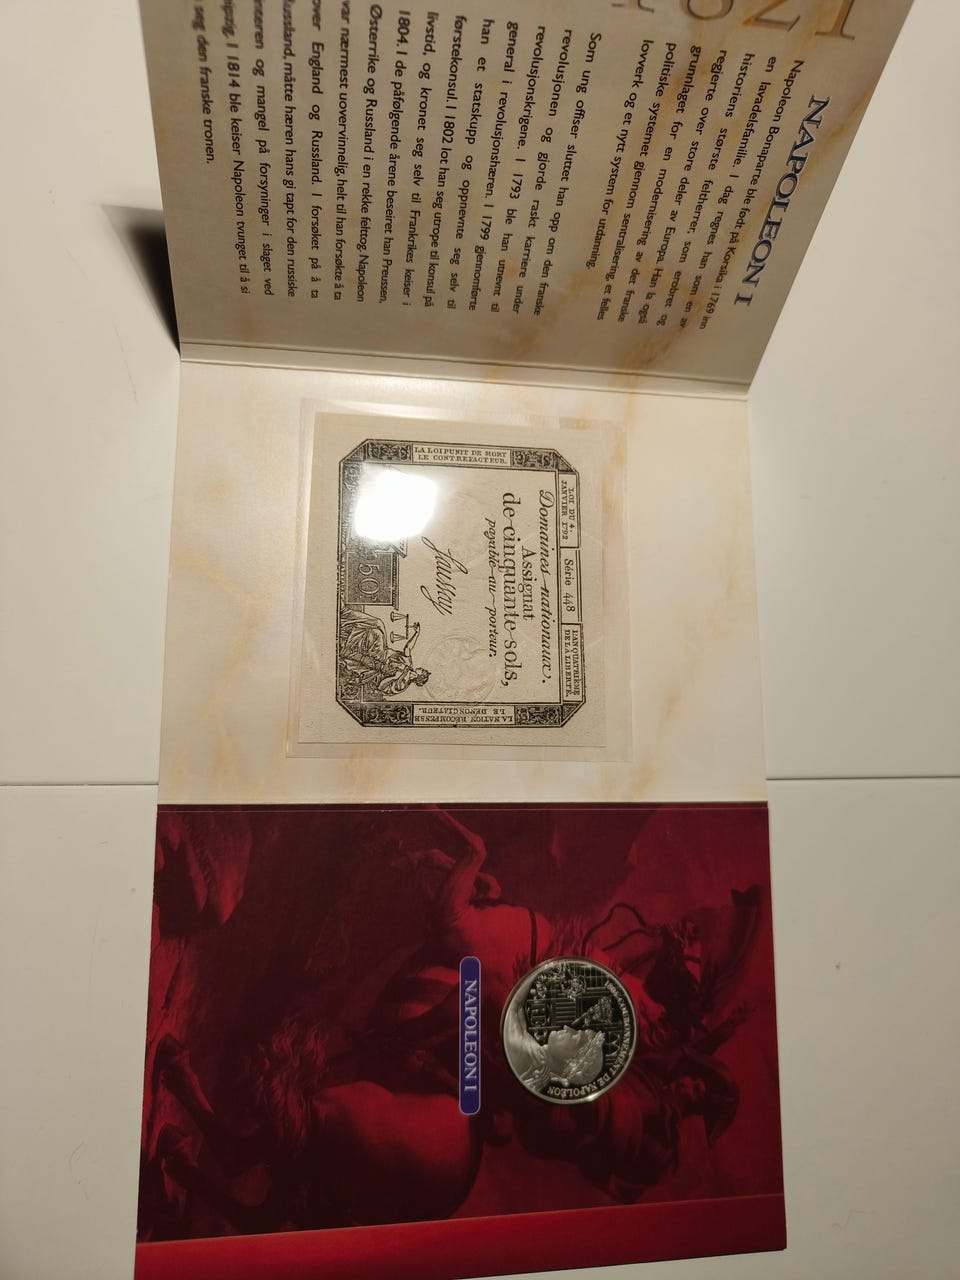 NAPOLEON I
Napoleon Bonaparte ble født på Korsika i 1769 inn
en lavadelsfamilie. I dag regnes han som en av
historiens største feltherrer, som erobret og
regjerte over store deler av Europa. Han la også
grunnlaget for en modernisering av det franske
politiske systemet gjennom sentralisering, et felles
lovverk og et nytt system for utdanning.
Som ung offiser sluttet han opp om den franske
revolusjonen og gjorde raskt karriere under
revolusjonskrigene. I 1793 ble han utnevnt til
general i revolusjonshæren. I 1799 gjennomførte
han et statskupp og oppnevnte seg selv til
førstekonsul. I 1802 lot han seg utrope til konsul på
livstid, og kronet seg selv til Frankrikes keiser i
1804. I de påfølgende årene beseiret han Preussen,
Østerrike og Russland i en rekke felttog. Napoleon
var nærmest uovervinnelig, helt til han forsøkte å ta
over England og Russland. I forsøket på å ta
Russland, måtte hæren hans gi tapt for den russiske
vinteren og mangel på forsyninger i slaget ved
Leipzig. I 1814 ble keiser Napoleon tvunget til å si
seg den franske tronen.
LA LOI PUNIT DE MORT
LE CONTREFACTEUR.
LOI DU 4.
JANVIER 1792
Série 448
L'AN QUATRIÈME
DE LA LIBERTÉ.
Domaines nationaux.
Assignat
de cinquante sols,
payable au porteur.
Saussay
50
LA NATION RÉCOMPENSE
LE DÉNONCIATEUR.
GOUVERNEMENT DE NAPOLÉON
NAPOLEON I